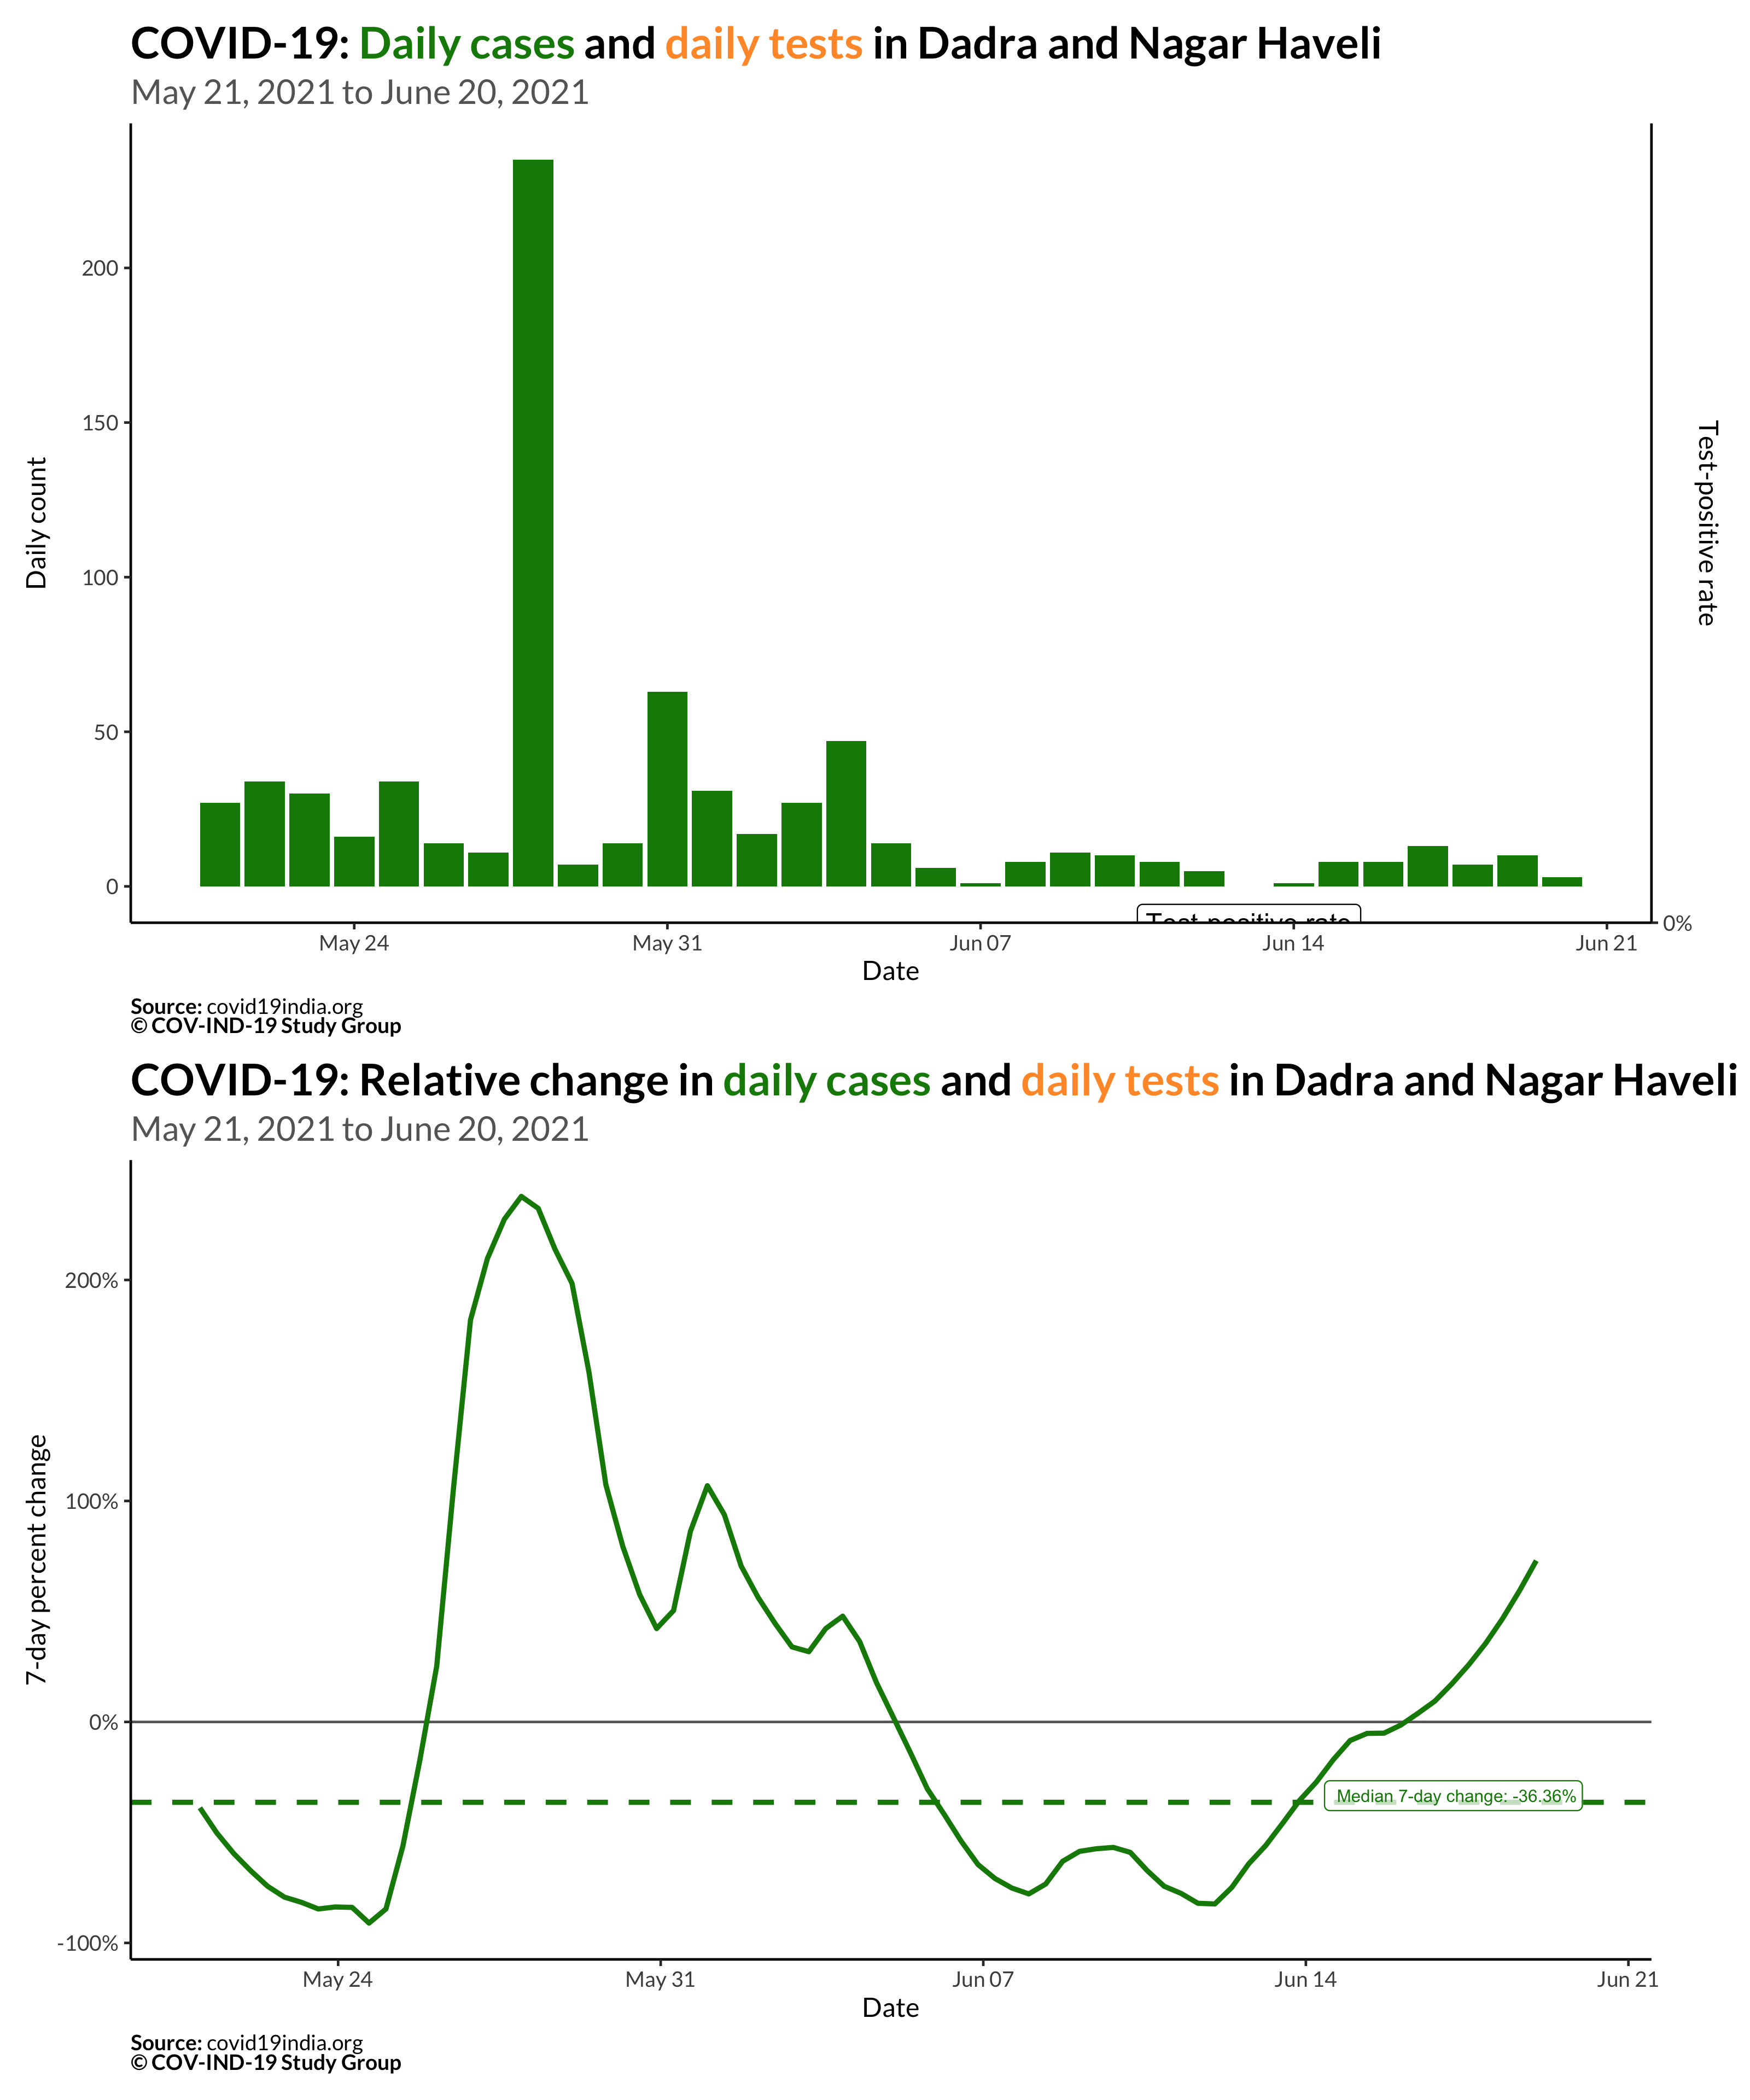 COVID-19: Daily cases and daily tests in Dadra and Nagar Haveli
May 21, 2021 to June 20, 2021
Daily count
200
150
100
50
0
Test-positive rate
0%
Test-positive rate
May 24
May 31
Jun 07
Jun 14
Jun 21
Date
Source: covid19india.org
© COV-IND-19 Study Group
COVID-19: Relative change in daily cases and daily tests in Dadra and Nagar Haveli
May 21, 2021 to June 20, 2021
7-day percent change
200%
100%
0%
-100%
Median 7-day change: -36.36%
May 24
May 31
Jun 07
Jun 14
Jun 21
Date
Source: covid19india.org
© COV-IND-19 Study Group